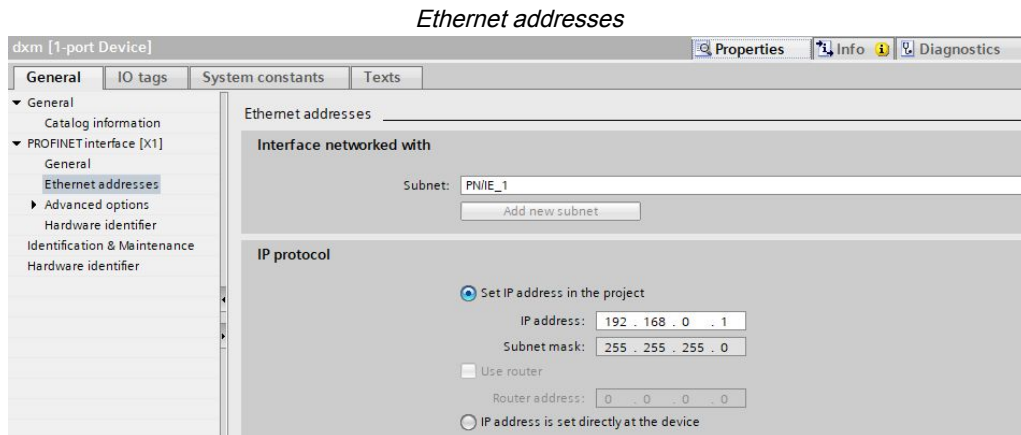 Ethernet addresses
dxm [1-port Device]
Properties Info Diagnostics
General IO tags System constants Texts
General
Catalog information
PROFINET interface [X1]
General
Ethernet addresses
Advanced options
Hardware identifier
Identification & Maintenance
Hardware identifier
Ethernet addresses
Interface networked with
Subnet: PN/IE_1
Add new subnet
IP protocol
Set IP address in the project
IP address: 192 . 168 . 0 . 1
Subnet mask: 255 . 255 . 255 . 0
Use router
Router address: 0 . 0 . 0 . 0
IP address is set directly at the device